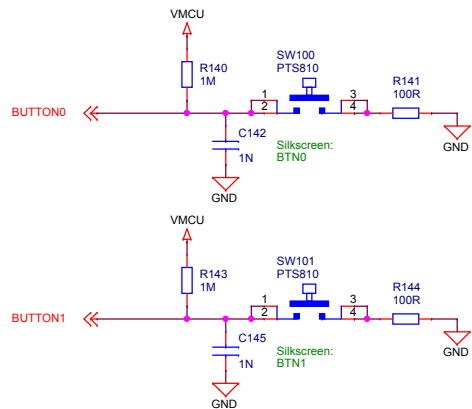 VMCU
SW100
PTS810
R140
1M
R141
100R
1
2
3
4
BUTTON0
C142
1N
Silkscreen:
BTN0
GND
GND
VMCU
SW101
PTS810
R143
1M
R144
100R
1
2
3
4
BUTTON1
C145
1N
Silkscreen:
BTN1
GND
GND